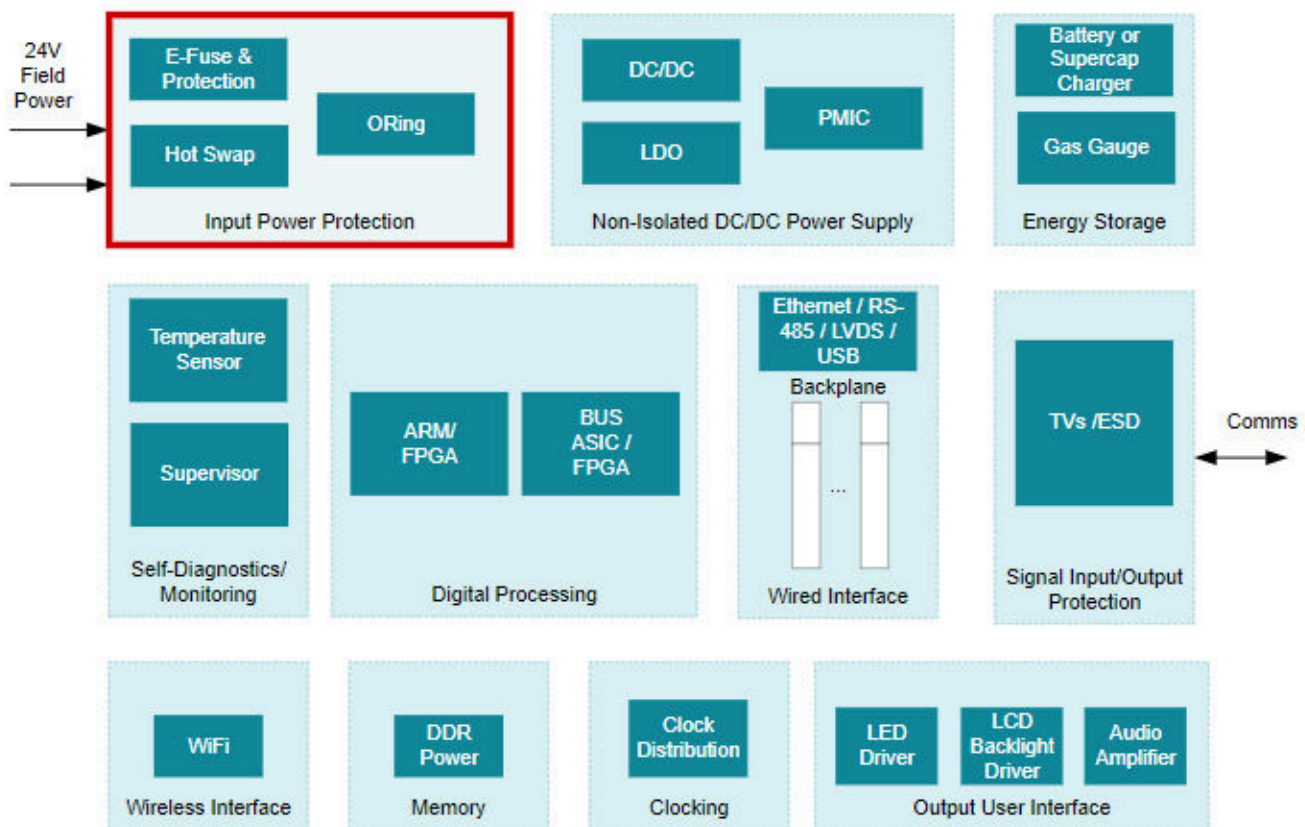 24V
Field
Power
E-Fuse &
Protection
Hot Swap
ORing
Input Power Protection
DC/DC
LDO
PMIC
Non-Isolated DC/DC Power Supply
Battery or
Supercap
Charger
Gas Gauge
Energy Storage
Temperature
Sensor
Supervisor
Self-Diagnostics/
Monitoring
ARM/
FPGA
BUS
ASIC /
FPGA
Digital Processing
Ethernet / RS-
485 / LVDS /
USB
Backplane
...
Wired Interface
TVs /ESD
Signal Input/Output
Protection
Comms
WiFi
Wireless Interface
DDR
Power
Memory
Clock
Distribution
Clocking
LED
Driver
LCD
Backlight
Driver
Audio
Amplifier
Output User Interface